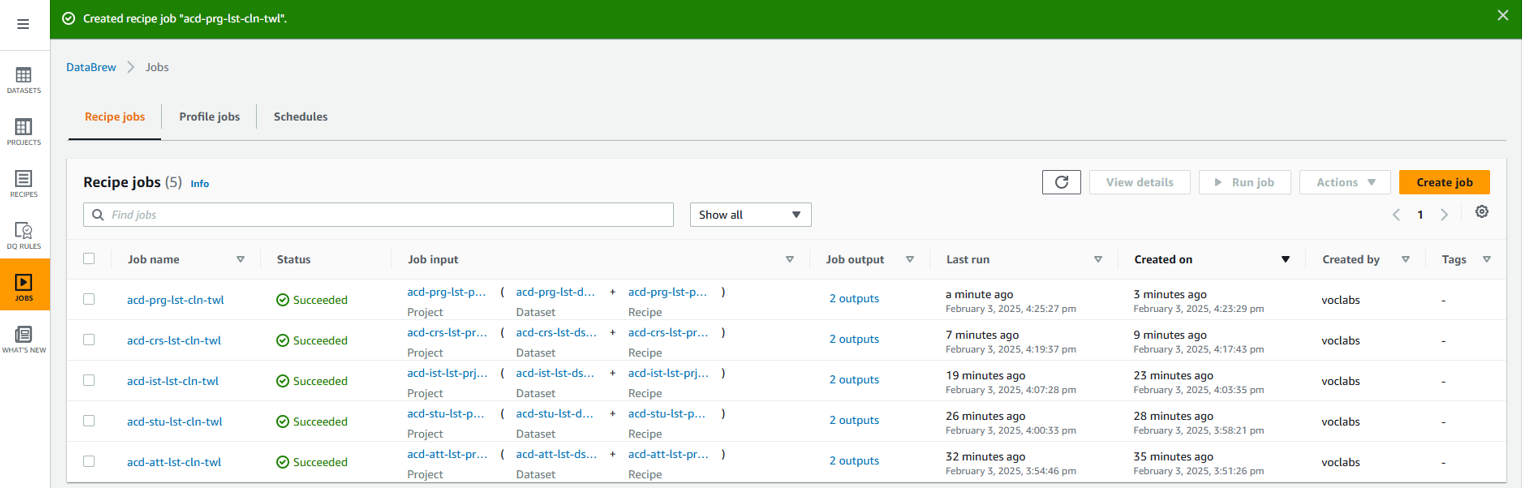 Created recipe job "acd-prg-lst-cln-twl".
DATASETS
PROJECTS
RECIPES
DQ RULES
JOBS
WHAT'S NEW
DataBrew > Jobs
Recipe jobs Profile jobs Schedules
Recipe jobs (5) Info
View details Run job Actions Create job
Find jobs Show all 1
Job name Status Job input Job output Last run Created on Created by Tags
acd-prg-lst-cln-twl Succeeded acd-prg-lst-p... ( acd-prg-lst-d... + acd-prg-lst-p... ) 2 outputs a minute ago 3 minutes ago voclabs -
Project Dataset Recipe February 3, 2025, 4:25:27 pm February 3, 2025, 4:23:29 pm
acd-crs-lst-cln-twl Succeeded acd-crs-lst-pr... ( acd-crs-lst-ds... + acd-crs-lst-pr... ) 2 outputs 7 minutes ago 9 minutes ago voclabs -
Project Dataset Recipe February 3, 2025, 4:19:37 pm February 3, 2025, 4:17:43 pm
acd-ist-lst-cln-twl Succeeded acd-ist-lst-prj... ( acd-ist-lst-ds... + acd-ist-lst-prj... ) 2 outputs 19 minutes ago 23 minutes ago voclabs -
Project Dataset Recipe February 3, 2025, 4:07:28 pm February 3, 2025, 4:03:35 pm
acd-stu-lst-cln-twl Succeeded acd-stu-lst-p... ( acd-stu-lst-d... + acd-stu-lst-p... ) 2 outputs 26 minutes ago 28 minutes ago voclabs -
Project Dataset Recipe February 3, 2025, 4:00:33 pm February 3, 2025, 3:58:21 pm
acd-att-lst-cln-twl Succeeded acd-att-lst-pr... ( acd-att-lst-ds... + acd-att-lst-pr... ) 2 outputs 32 minutes ago 35 minutes ago voclabs -
Project Dataset Recipe February 3, 2025, 3:54:46 pm February 3, 2025, 3:51:26 pm